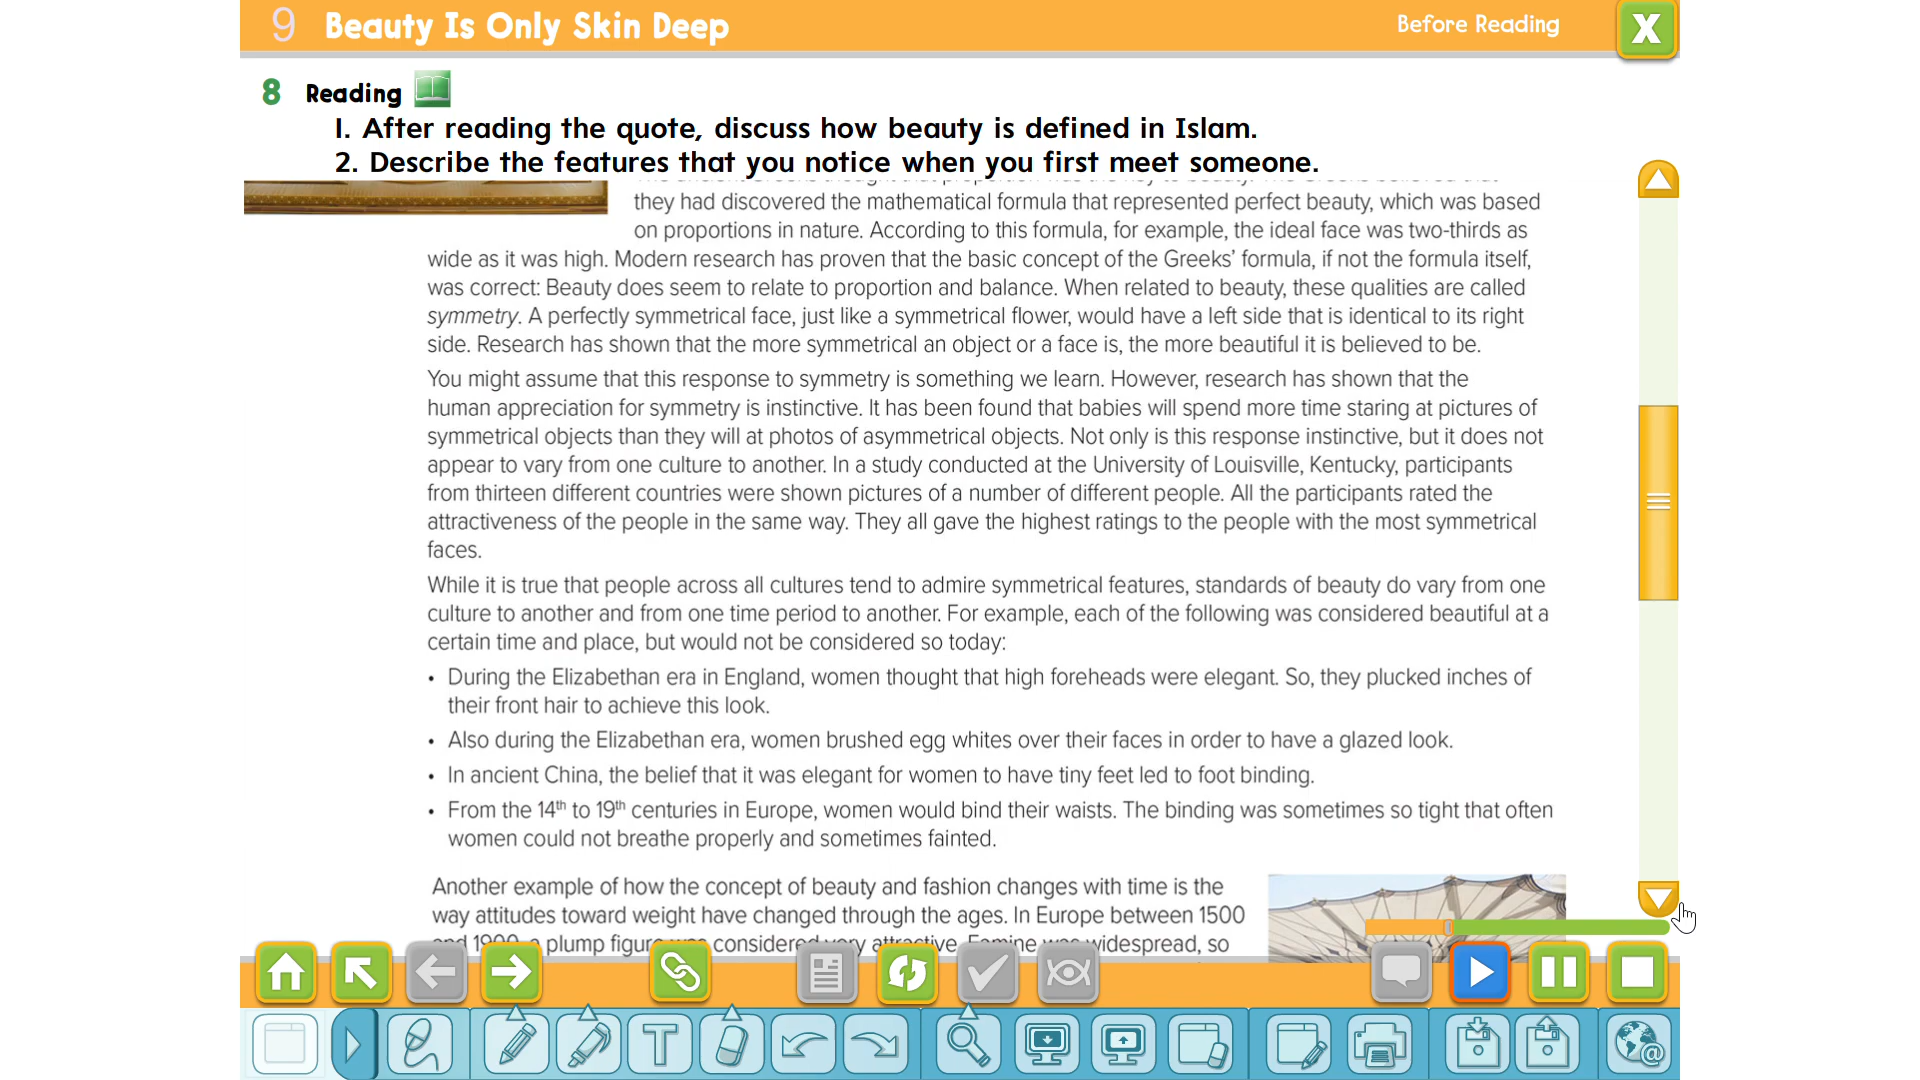 9 Beauty Is Only Skin Deep
Before Reading
X
8 Reading
1. After reading the quote, discuss how beauty is defined in Islam.
2. Describe the features that you notice when you first meet someone.
they had discovered the mathematical formula that represented perfect beauty, which was based
on proportions in nature. According to this formula, for example, the ideal face was two-thirds as
wide as it was high. Modern research has proven that the basic concept of the Greeks’ formula, if not the formula itself,
was correct: Beauty does seem to relate to proportion and balance. When related to beauty, these qualities are called
symmetry. A perfectly symmetrical face, just like a symmetrical flower, would have a left side that is identical to its right
side. Research has shown that the more symmetrical an object or a face is, the more beautiful it is believed to be.
You might assume that this response to symmetry is something we learn. However, research has shown that the
human appreciation for symmetry is instinctive. It has been found that babies will spend more time staring at pictures of
symmetrical objects than they will at photos of asymmetrical objects. Not only is this response instinctive, but it does not
appear to vary from one culture to another. In a study conducted at the University of Louisville, Kentucky, participants
from thirteen different countries were shown pictures of a number of different people. All the participants rated the
attractiveness of the people in the same way. They all gave the highest ratings to the people with the most symmetrical
faces.
While it is true that people across all cultures tend to admire symmetrical features, standards of beauty do vary from one
culture to another and from one time period to another. For example, each of the following was considered beautiful at a
certain time and place, but would not be considered so today:
• During the Elizabethan era in England, women thought that high foreheads were elegant. So, they plucked inches of
their front hair to achieve this look.
• Also during the Elizabethan era, women brushed egg whites over their faces in order to have a glazed look.
• In ancient China, the belief that it was elegant for women to have tiny feet led to foot binding.
• From the 14th to 19th centuries in Europe, women would bind their waists. The binding was sometimes so tight that often
women could not breathe properly and sometimes fainted.
Another example of how the concept of beauty and fashion changes with time is the
way attitudes toward weight have changed through the ages. In Europe between 1500
and 1900, a plump figure was considered very attractive. Famine was widespread, so
T
@